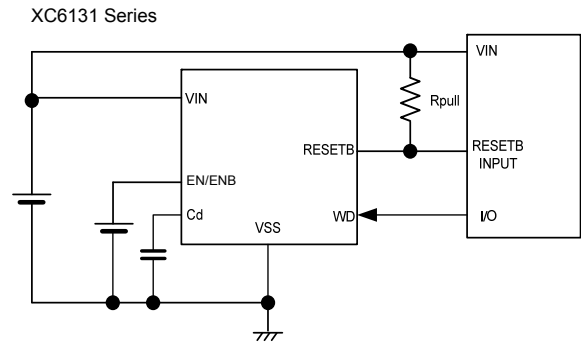 XC6131 Series
VIN
VIN
Rpull
RESETB
RESETB
INPUT
EN/ENB
Cd
WD
I/O
VSS